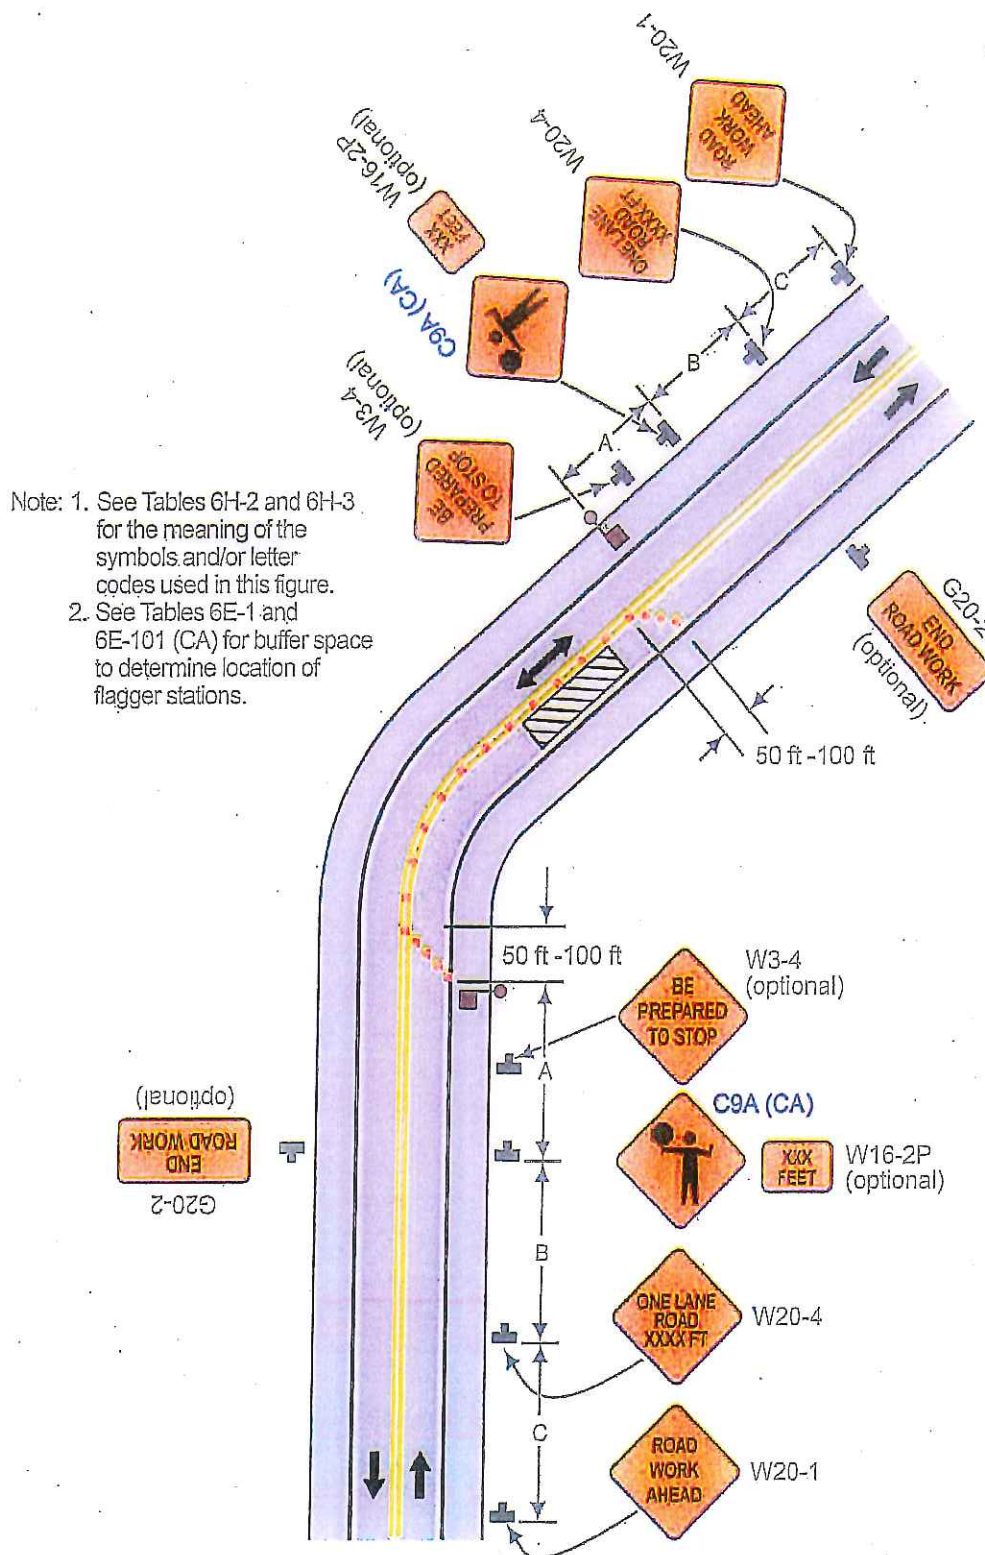 W20-1
ROAD
WORK
AHEAD
W20-4
ONE LANE
ROAD
XXXX FT
W16-2P
(optional)
XXX
FEET
C9A (CA)
W3-4
(optional)
BE
PREPARED
TO STOP
C
B
A
Note: 1. See Tables 6H-2 and 6H-3
for the meaning of the
symbols and/or letter
codes used in this figure.
2. See Tables 6E-1 and
6E-101 (CA) for buffer space
to determine location of
flagger stations.
G20-2
END
ROAD WORK
(optional)
50 ft -100 ft
50 ft -100 ft
BE
PREPARED
TO STOP
W3-4
(optional)
A
C9A (CA)
XXX
FEET
W16-2P
(optional)
G20-2
END
ROAD WORK
(optional)
B
ONE LANE
ROAD
XXXX FT
W20-4
C
ROAD
WORK
AHEAD
W20-1